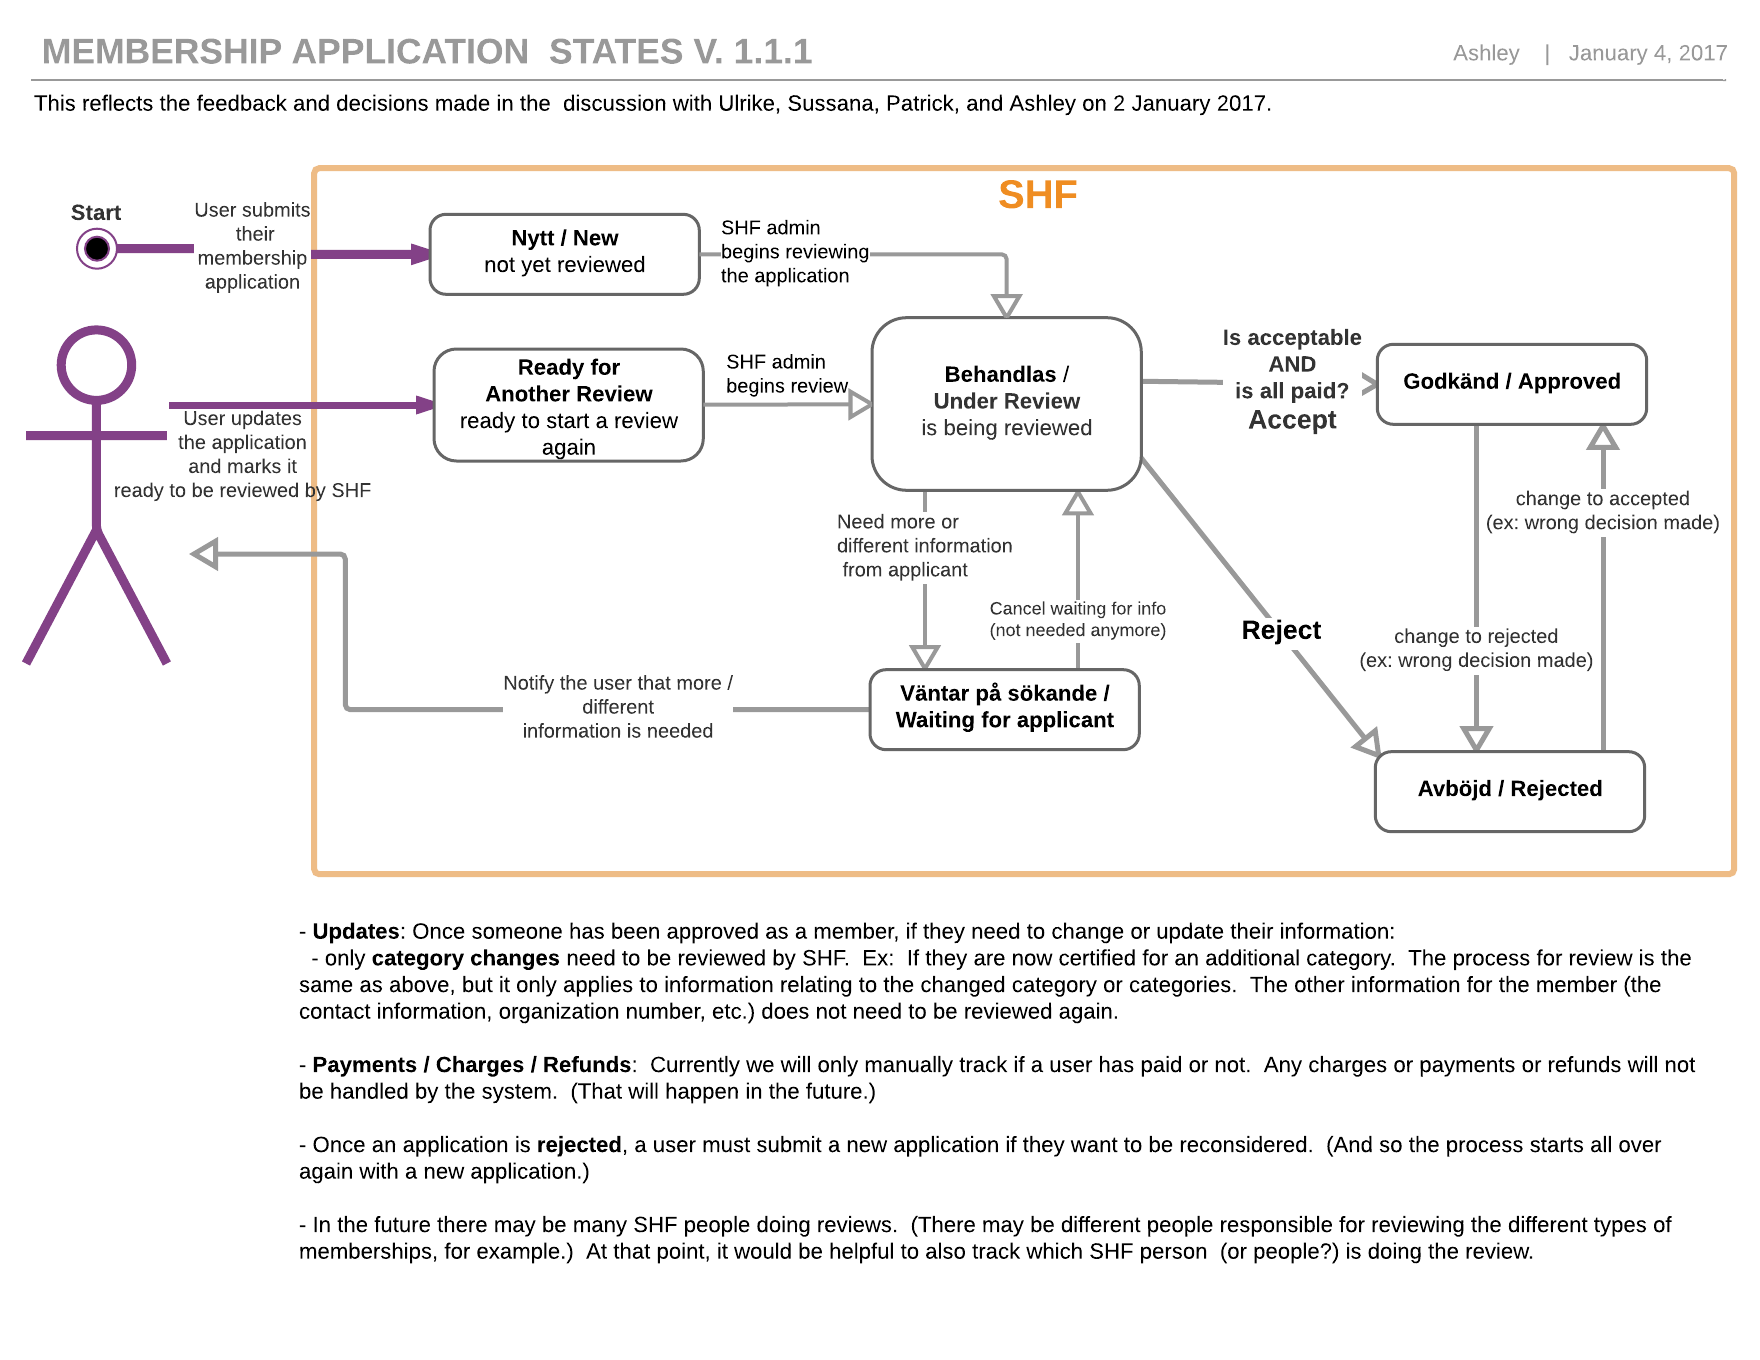 MEMBERSHIP APPLICATION  STATES V. 1.1.1
Ashley | January 4, 2017
This reflects the feedback and decisions made in the  discussion with Ulrike, Sussana, Patrick, and Ashley on 2 January 2017.
SHF
Start
User submits
their
membership
application
Nytt / New
not yet reviewed
SHF admin
begins reviewing
the application
User updates
the application
and marks it
ready to be reviewed by SHF
Ready for
Another Review
ready to start a review
again
SHF admin
begins review
Behandlas /
Under Review
is being reviewed
Is acceptable
AND
is all paid?
Accept
Godkänd / Approved
Need more or
different information
from applicant
Cancel waiting for info
(not needed anymore)
Reject
change to accepted
(ex: wrong decision made)
change to rejected
(ex: wrong decision made)
Notify the user that more /
different
information is needed
Väntar på sökande /
Waiting for applicant
Avböjd / Rejected
- Updates: Once someone has been approved as a member, if they need to change or update their information:
- only category changes need to be reviewed by SHF.  Ex:  If they are now certified for an additional category.  The process for review is the
same as above, but it only applies to information relating to the changed category or categories.  The other information for the member (the
contact information, organization number, etc.) does not need to be reviewed again.
- Payments / Charges / Refunds:  Currently we will only manually track if a user has paid or not.  Any charges or payments or refunds will not
be handled by the system.  (That will happen in the future.)
- Once an application is rejected, a user must submit a new application if they want to be reconsidered.  (And so the process starts all over
again with a new application.)
- In the future there may be many SHF people doing reviews.  (There may be different people responsible for reviewing the different types of
memberships, for example.)  At that point, it would be helpful to also track which SHF person  (or people?) is doing the review.